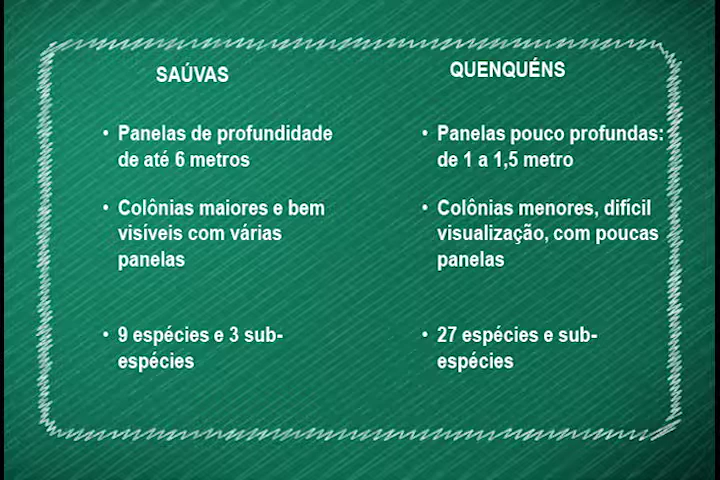 SAÚVAS
• Panelas de profundidade
de até 6 metros
• Colônias maiores e bem
visíveis com várias
panelas
• 9 espécies e 3 sub-
espécies
QUENQUÉNS
• Panelas pouco profundas:
de 1 a 1,5 metro
• Colônias menores, difícil
visualização, com poucas
panelas
• 27 espécies e sub-
espécies